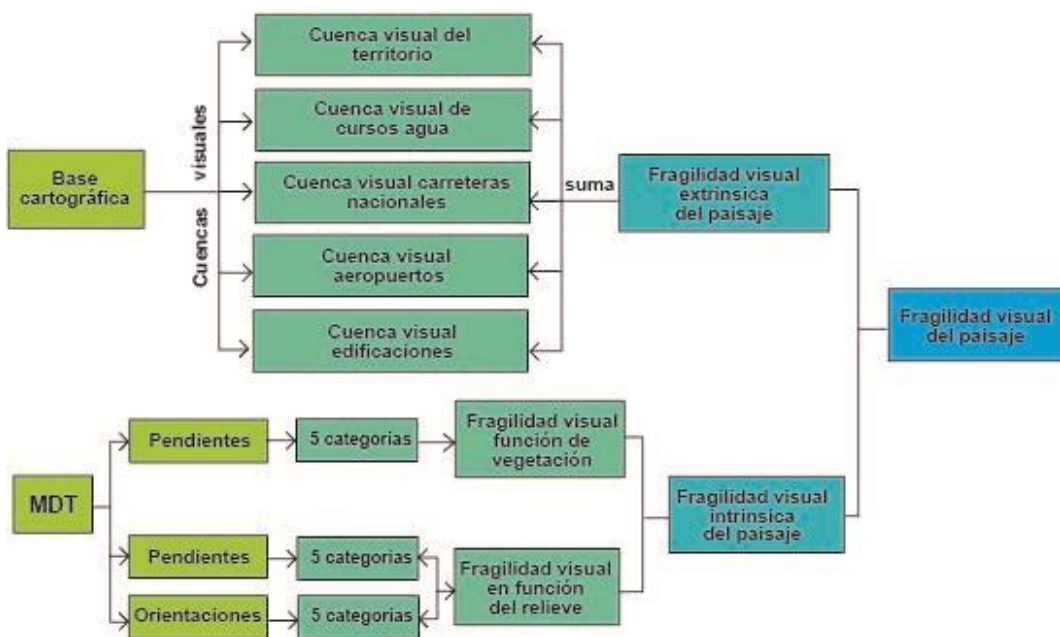 Cuenca visual del
territorio
Cuenca visual de
cursos agua
Cuenca visual carreteras
nacionales
Cuenca visual
aeropuertos
Cuenca visual
edificaciones
Cuencas visuales
Base
cartográfica
suma
Fragilidad visual
extrinsica
del paisaje
Fragilidad visual
del paisaje
MDT
Pendientes
5 categorias
Fragilidad visual
función de
vegetación
Pendientes
5 categorias
Orientaciones
5 categorias
Fragilidad visual
en función
del relieve
Fragilidad visual
intrinsica
del paisaje